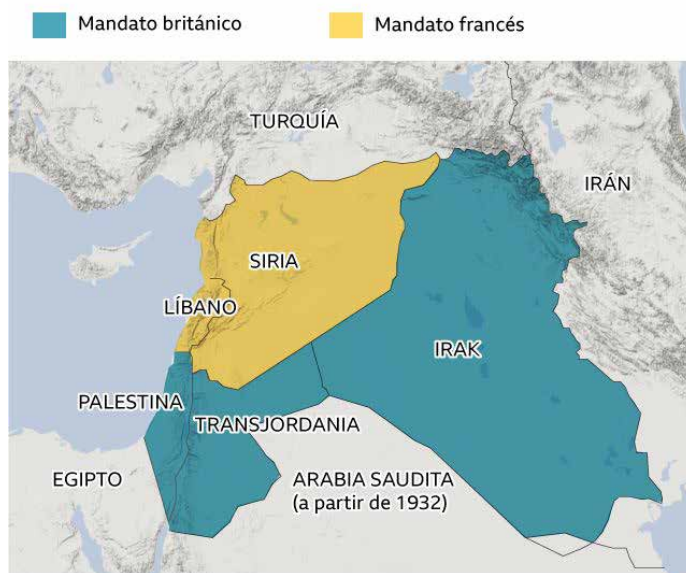 Mandato británico
Mandato francés
TURQUÍA
IRÁN
SIRIA
LÍBANO
IRAK
PALESTINA
TRANSJORDANIA
EGIPTO
ARABIA SAUDITA
(a partir de 1932)